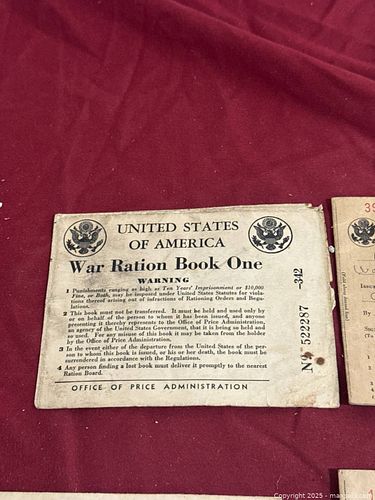 UNITED STATES
OF AMERICA
War Ration Book One
WARNING
1 Punishments ranging as high as Ten Years' Imprisonment or $10,000
Fine, or Both, may be imposed under United States Statutes for viola-
tions thereof arising out of infractions of Rationing Orders and Regu-
lations.
2 This book must not be transferred. It must be held and used only by
or on behalf of the person to whom it has been issued, and anyone
presenting it thereby represents to the Office of Price Administration,
an agency of the United States Government, that it is being so held and
so used. For any misuse of this book it may be taken from the holder
by the Office of Price Administration.
3 In the event either of the departure from the United States of the per-
son to whom this book is issued, or his or her death, the book must be
surrendered in accordance with the Regulations.
4 Any person finding a lost book must deliver it promptly to the nearest
Ration Board.
OFFICE OF PRICE ADMINISTRATION
Nº 522287 -342
39
Issue
By
Copyright 2025 - maxsold.com